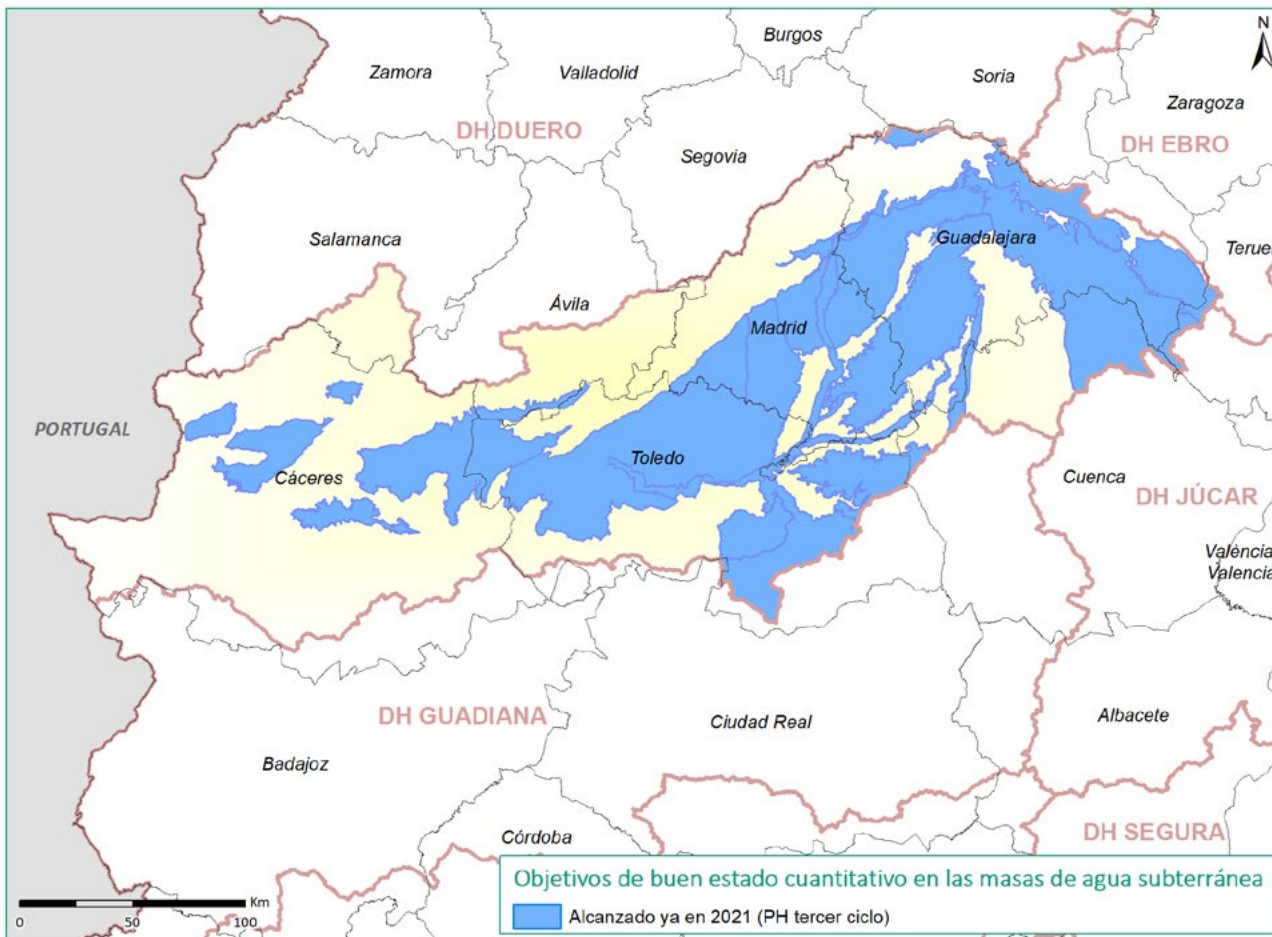 Burgos
N
Zamora
Valladolid
Soria
Zaragoza
DH DUERO
DH EBRO
Segovia
Salamanca
Guadalajara
Teruel
Ávila
Madrid
PORTUGAL
Toledo
Cáceres
Cuenca
DH JÚCAR
València/
Valencia
DH GUADIANA
Ciudad Real
Albacete
Badajoz
Córdoba
DH SEGURA
Objetivos de buen estado cuantitativo en las masas de agua subterránea
Alcanzado ya en 2021 (PH tercer ciclo)
Km
0 50 100